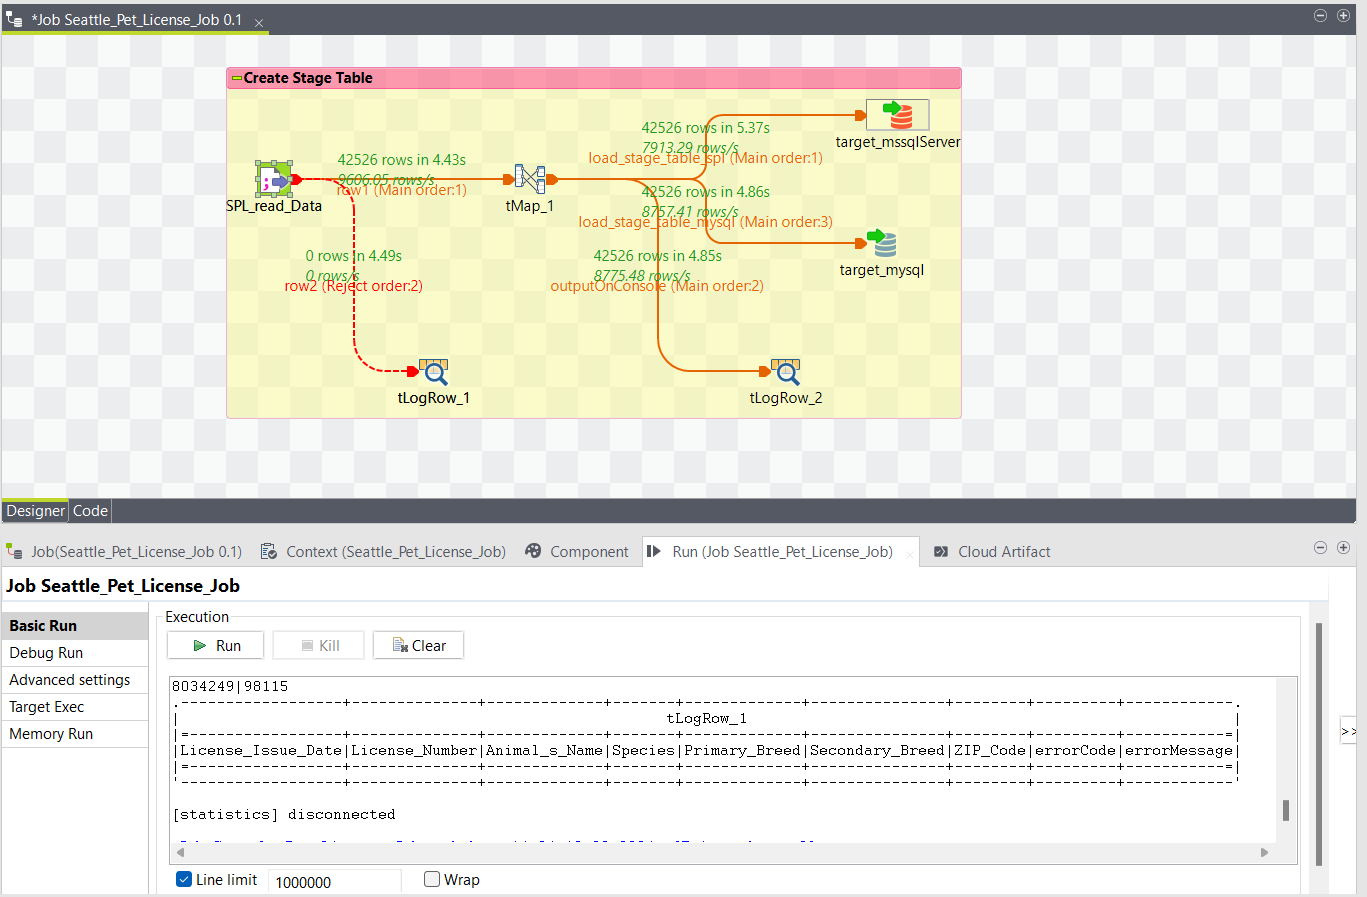 *Job Seattle_Pet_License_Job 0.1
Create Stage Table
42526 rows in 5.37s
7913.29 rows/s
load_stage_table_spl (Main order:1)
target_mssqlServer
42526 rows in 4.43s
9606.05 rows/s
row1 (Main order:1)
SPL_read_Data
tMap_1
42526 rows in 4.86s
8757.41 rows/s
load_stage_table_mysql (Main order:3)
target_mysql
0 rows in 4.49s
0 rows/s
row2 (Reject order:2)
42526 rows in 4.85s
8775.48 rows/s
outputOnConsole (Main order:2)
tLogRow_1
tLogRow_2
Designer Code
Job(Seattle_Pet_License_Job 0.1) Context (Seattle_Pet_License_Job) Component Run (Job Seattle_Pet_License_Job) Cloud Artifact
Job Seattle_Pet_License_Job
Basic Run
Debug Run
Advanced settings
Target Exec
Memory Run
Execution
Run Kill Clear
8034249|98115
tLogRow_1
|License_Issue_Date|License_Number|Animal_s_Name|Species|Primary_Breed|Secondary_Breed|ZIP_Code|errorCode|errorMessage|
[statistics] disconnected
Line limit 1000000 Wrap
>>